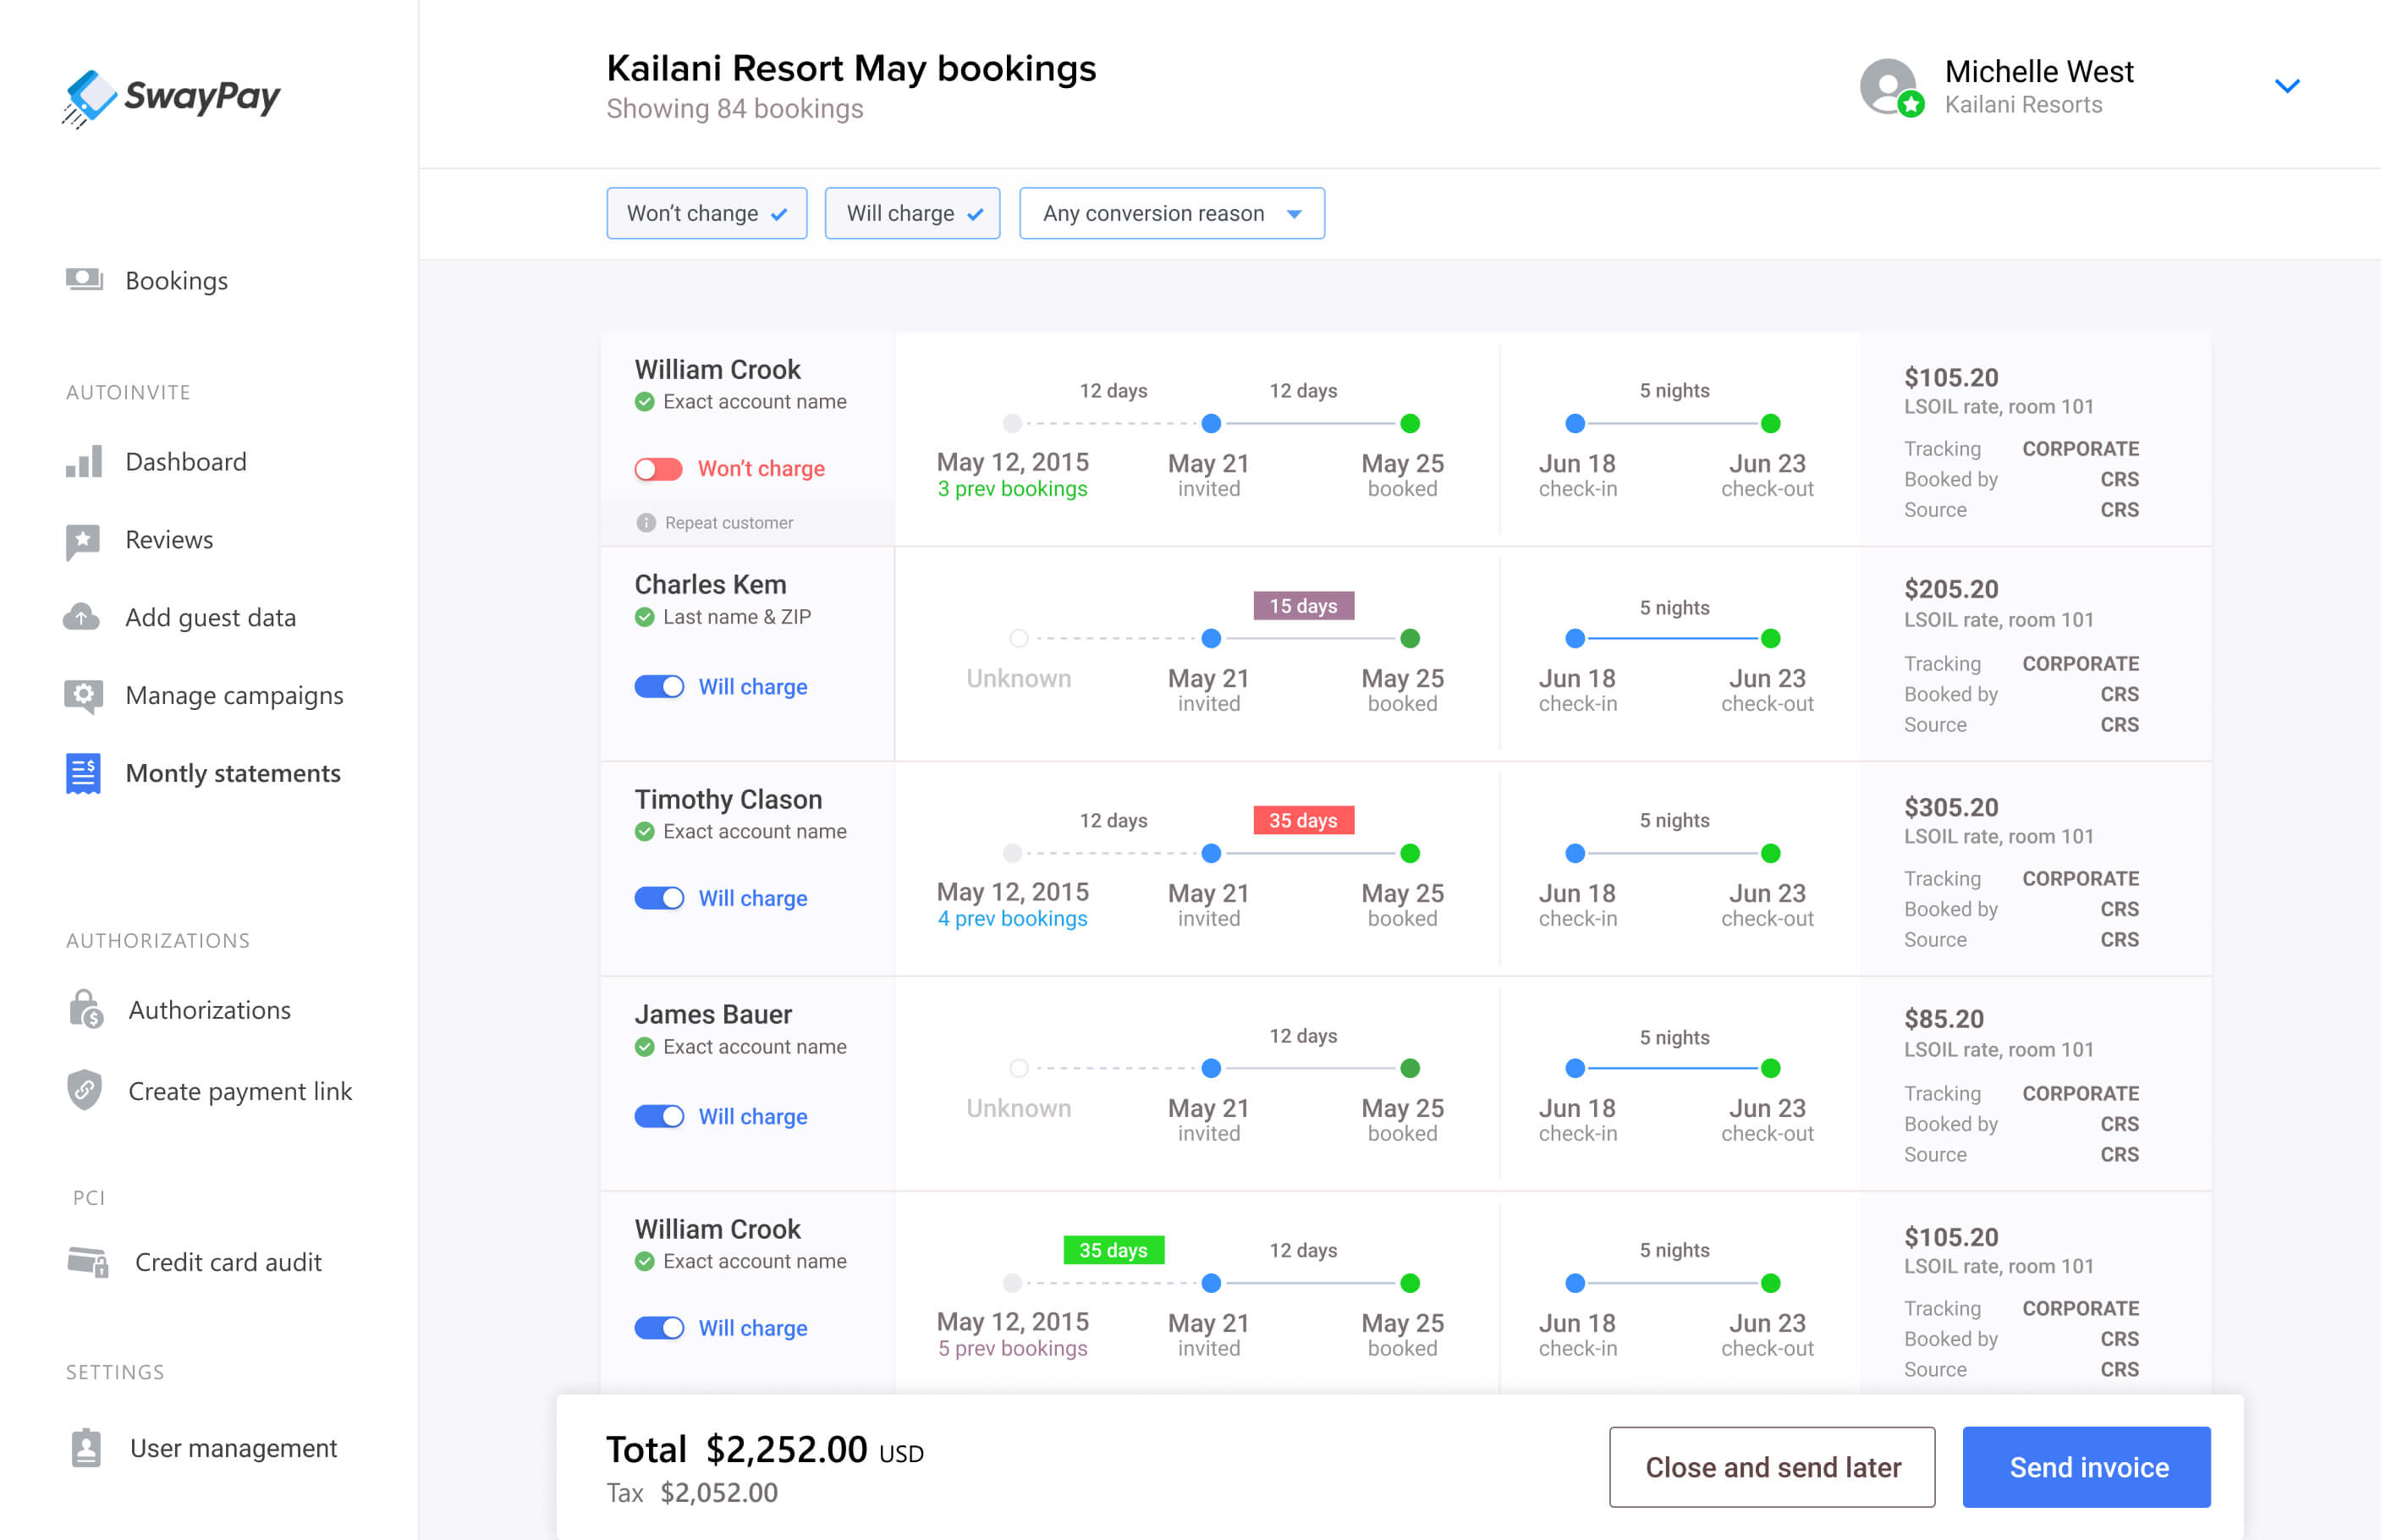 SwayPay
Kailani Resort May bookings
Showing 84 bookings
Michelle West
Kailani Resorts
Won't change
Will charge
Any conversion reason
Bookings
AUTOINVITE
Dashboard
Reviews
Add guest data
Manage campaigns
Montly statements
AUTHORIZATIONS
Authorizations
Create payment link
PCI
Credit card audit
SETTINGS
User management
William Crook
Exact account name
Won't charge
Repeat customer
12 days
12 days
May 12, 2015
3 prev bookings
May 21
invited
May 25
booked
5 nights
Jun 18
check-in
Jun 23
check-out
$105.20
LSOIL rate, room 101
Tracking CORPORATE
Booked by CRS
Source CRS
Charles Kem
Last name & ZIP
Will charge
15 days
Unknown
May 21
invited
May 25
booked
5 nights
Jun 18
check-in
Jun 23
check-out
$205.20
LSOIL rate, room 101
Tracking CORPORATE
Booked by CRS
Source CRS
Timothy Clason
Exact account name
Will charge
12 days
35 days
May 12, 2015
4 prev bookings
May 21
invited
May 25
booked
5 nights
Jun 18
check-in
Jun 23
check-out
$305.20
LSOIL rate, room 101
Tracking CORPORATE
Booked by CRS
Source CRS
James Bauer
Exact account name
Will charge
12 days
Unknown
May 21
invited
May 25
booked
5 nights
Jun 18
check-in
Jun 23
check-out
$85.20
LSOIL rate, room 101
Tracking CORPORATE
Booked by CRS
Source CRS
William Crook
Exact account name
Will charge
35 days
12 days
May 12, 2015
5 prev bookings
May 21
invited
May 25
booked
5 nights
Jun 18
check-in
Jun 23
check-out
$105.20
LSOIL rate, room 101
Tracking CORPORATE
Booked by CRS
Source CRS
Total $2,252.00 USD
Tax $2,052.00
Close and send later
Send invoice